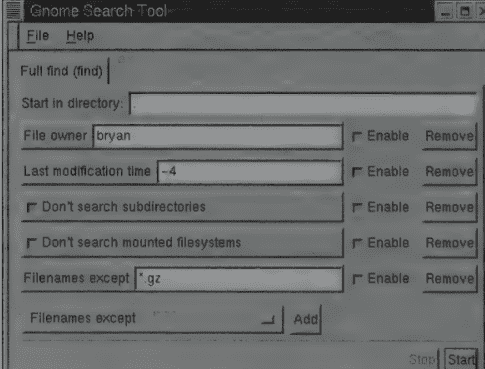 Gnome Search Tool
File Help
Full find (find)
Start in directory: .
File owner bryan Enable Remove
Last modification time -4 Enable Remove
Don't search subdirectories Enable Remove
Don't search mounted filesystems Enable Remove
Filenames except *.gz Enable Remove
Filenames except Add
Stop Start